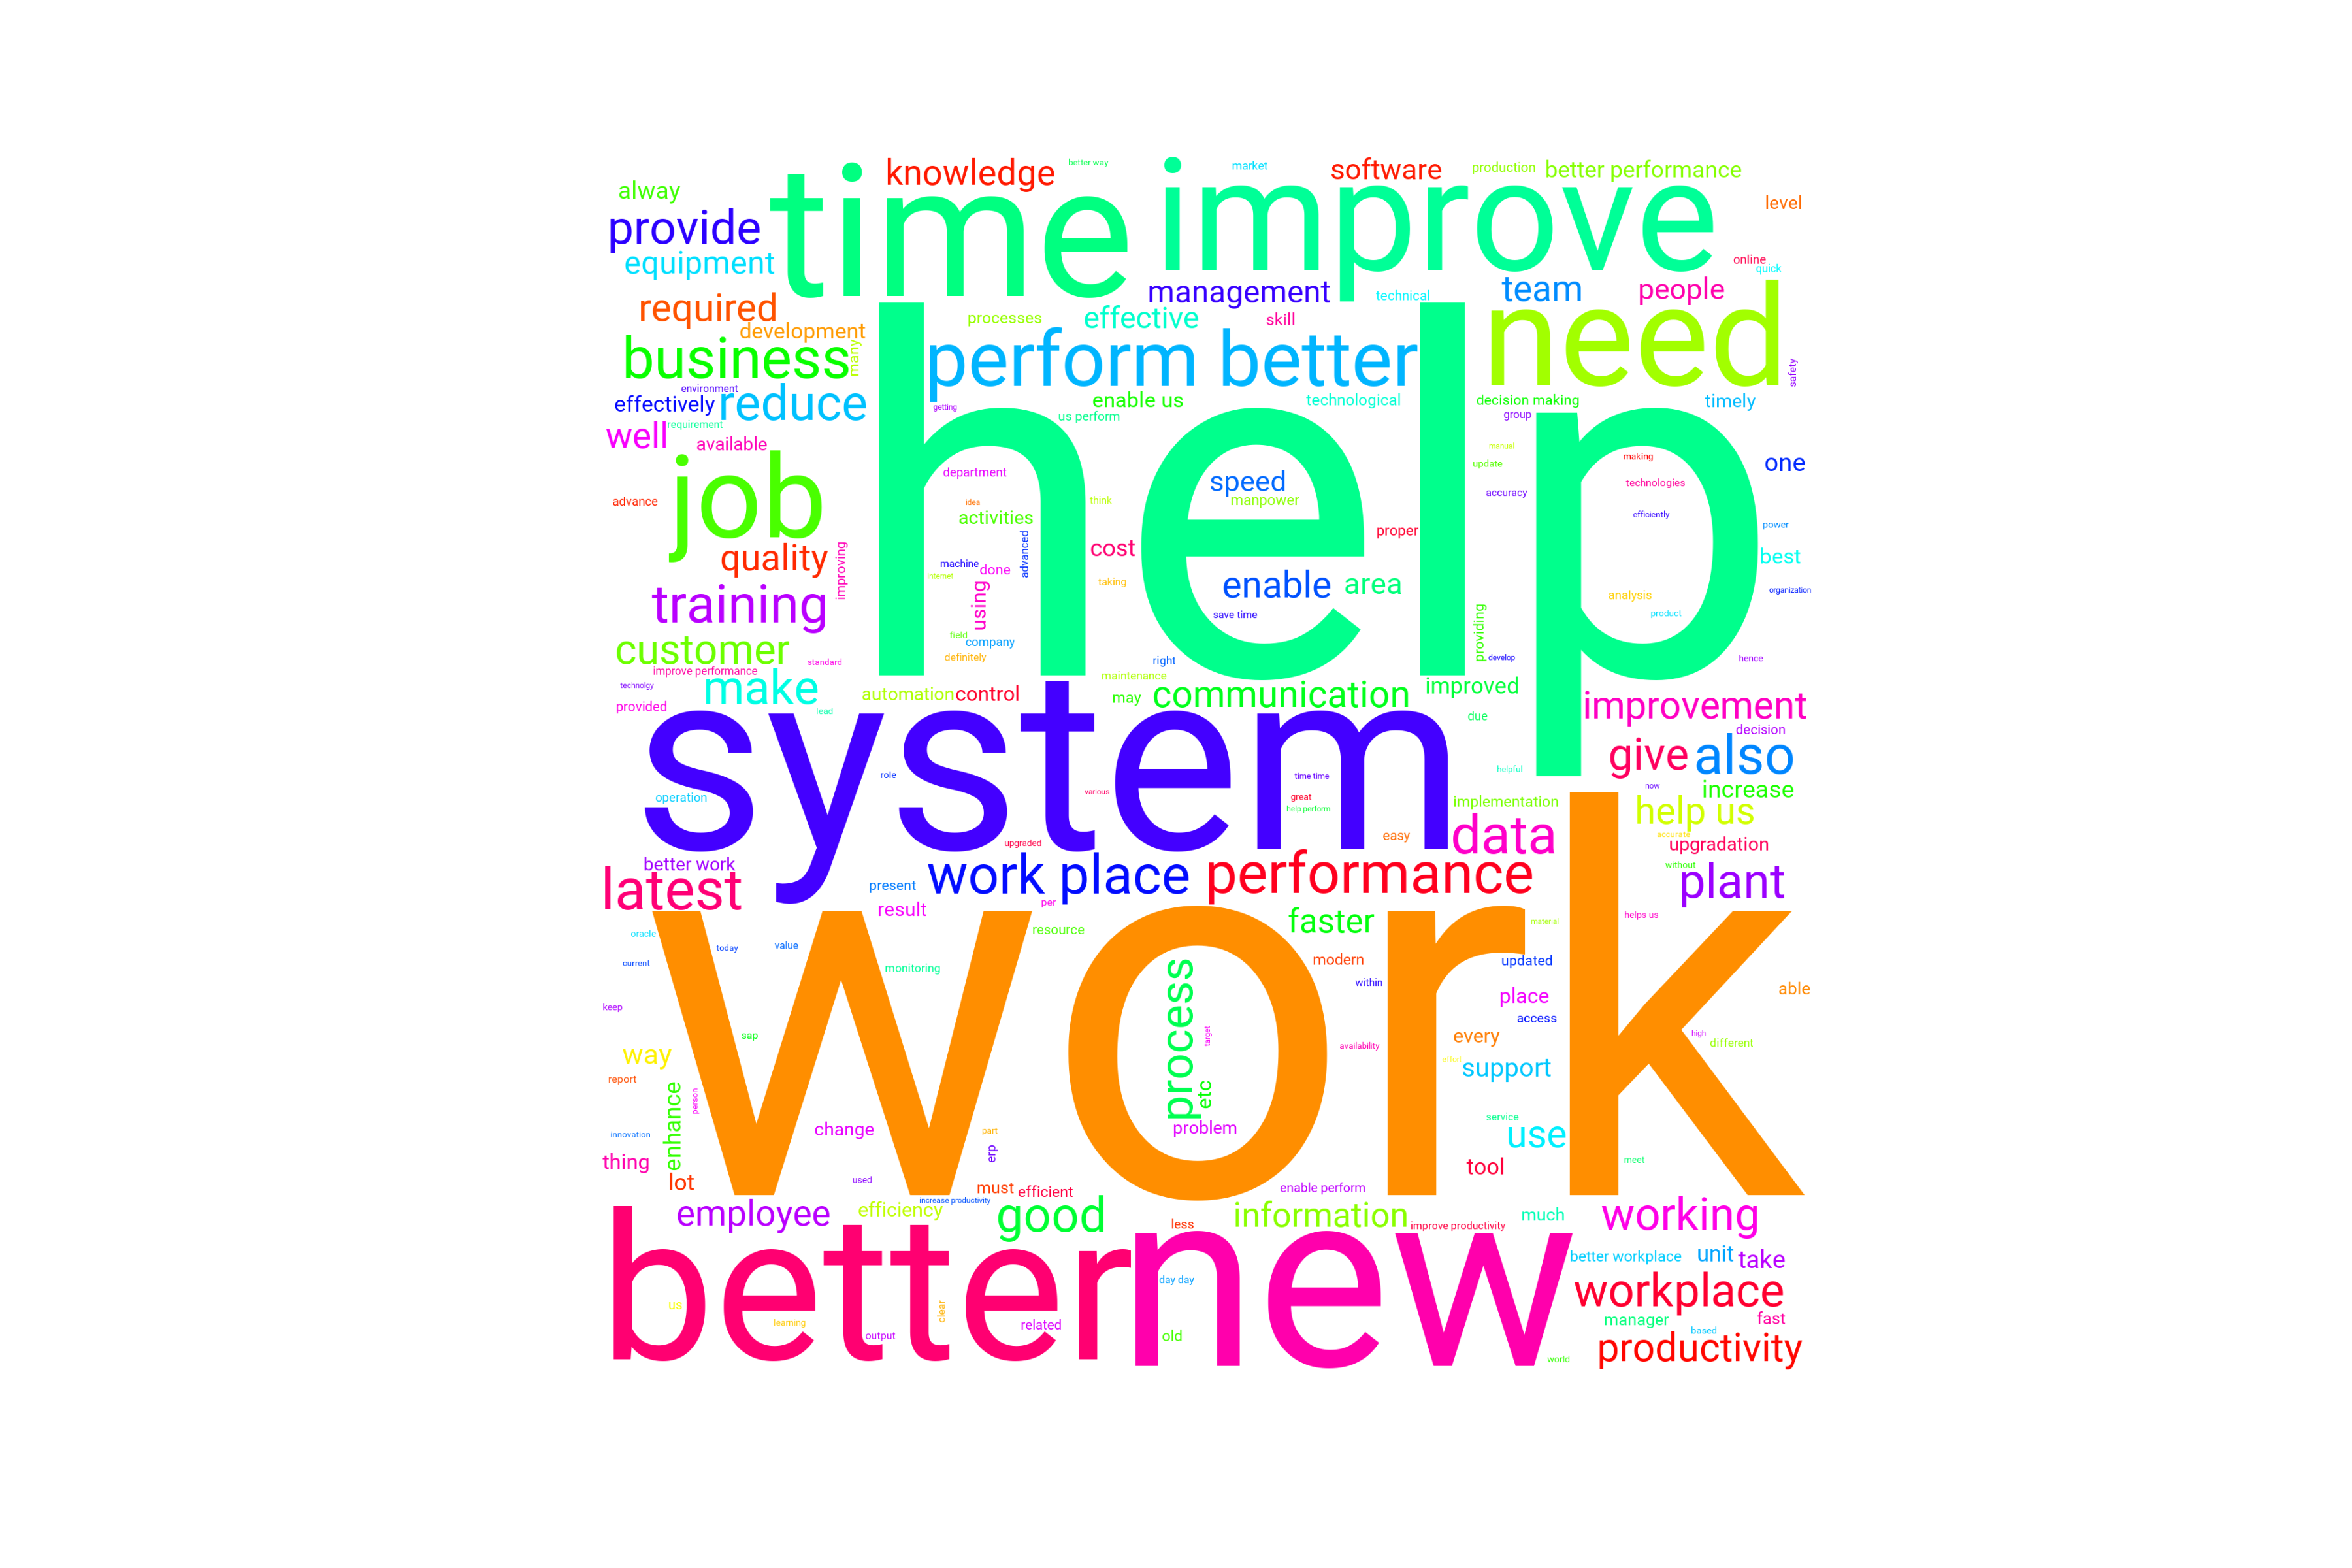 better way
market
knowledge
software
production
better performance
alway
time
improve
level
provide
equipment
online
quick
management
technical
team
people
required
development
processes
effective
skill
need
business
many
perform better
safety
environment
effectively
reduce
getting
enable us
technological
decision making
timely
us perform
group
requirement
well
available
help
manual
making
update
one
department
speed
technologies
job
advance
idea
think
manpower
accuracy
efficiently
power
activities
proper
quality
improving
advanced
cost
best
machine
done
internet
taking
enable
area
organization
training
using
save time
analysis
product
providing
customer
field
company
definitely
standard
right
develop
hence
improve performance
technolgy
make
maintenance
provided
lead
automation
control
may
communication
improved
improvement
due
decision
system
give
also
role
time time
helpful
now
increase
operation
various
great
help perform
implementation
help us
easy
data
accurate
upgraded
upgradation
better work
latest
present
work place
performance
without
plant
result
per
faster
material
helps us
work
resource
oracle
today
value
current
monitoring
modern
updated
within
able
keep
place
access
sap
process
target
every
high
different
way
availability
effort
support
report
enhance
person
etc
innovation
change
part
problem
service
use
thing
erp
tool
meet
lot
used
must
efficient
enable perform
increase productivity
employee
efficiency
good
less
information
improve productivity
much
working
better
new
better workplace
unit
take
day day
workplace
us
learning
clear
output
related
old
manager
fast
based
world
productivity